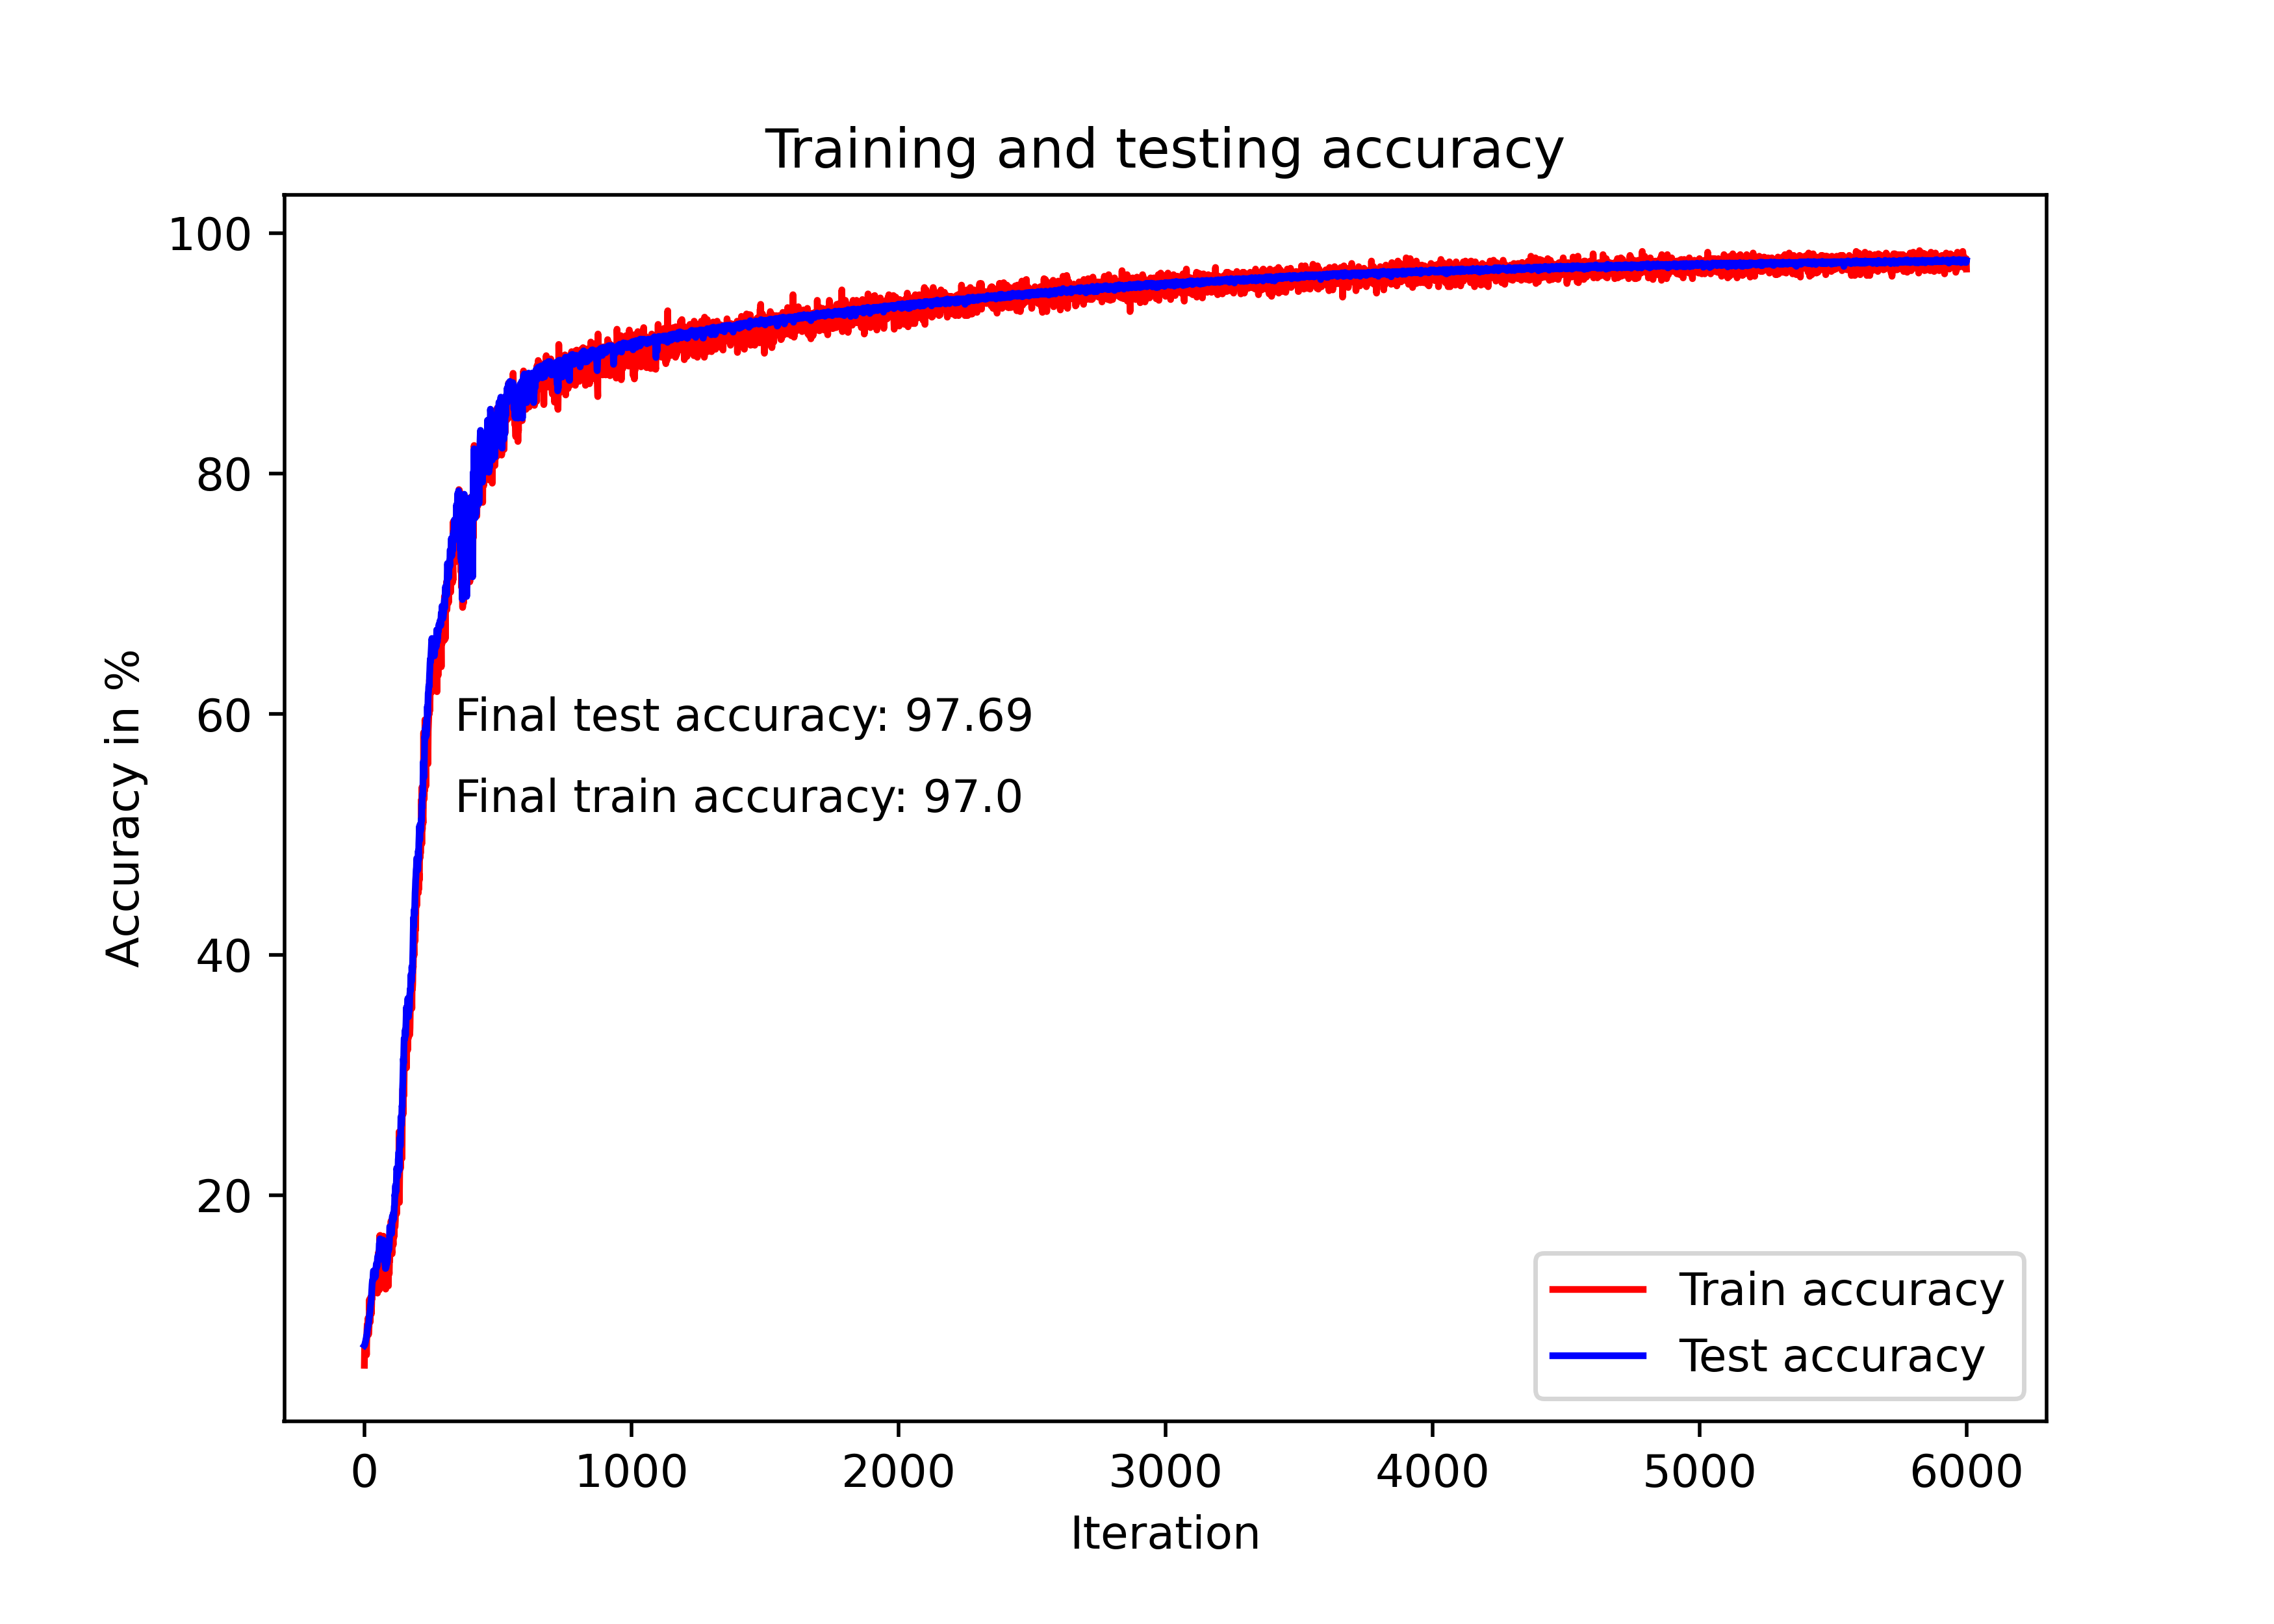 Training and testing accuracy
100
80
60
40
20
Accuracy in %
Final test accuracy: 97.69
Final train accuracy: 97.0
Train accuracy
Test accuracy
0 1000 2000 3000 4000 5000 6000
Iteration